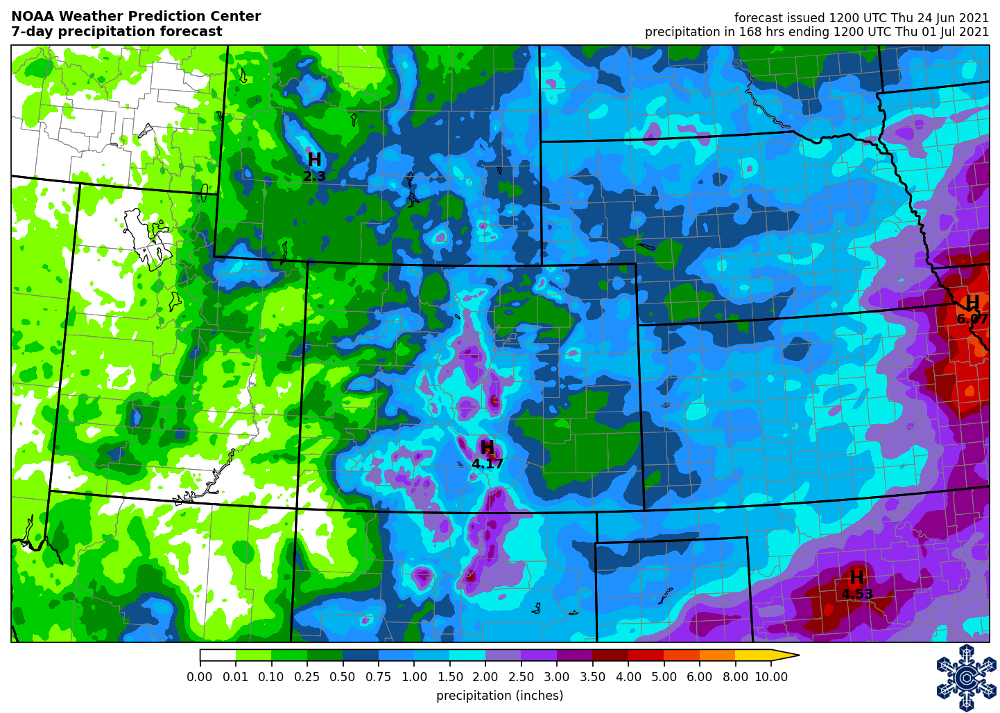 NOAA Weather Prediction Center
7-day precipitation forecast
forecast issued 1200 UTC Thu 24 Jun 2021
precipitation in 168 hrs ending 1200 UTC Thu 01 Jul 2021
H
2.3
H
6.07
H
4.17
H
4.53
0.00 0.01 0.10 0.25 0.50 0.75 1.00 1.50 2.00 2.50 3.00 3.50 4.00 5.00 6.00 8.00 10.00
precipitation (inches)